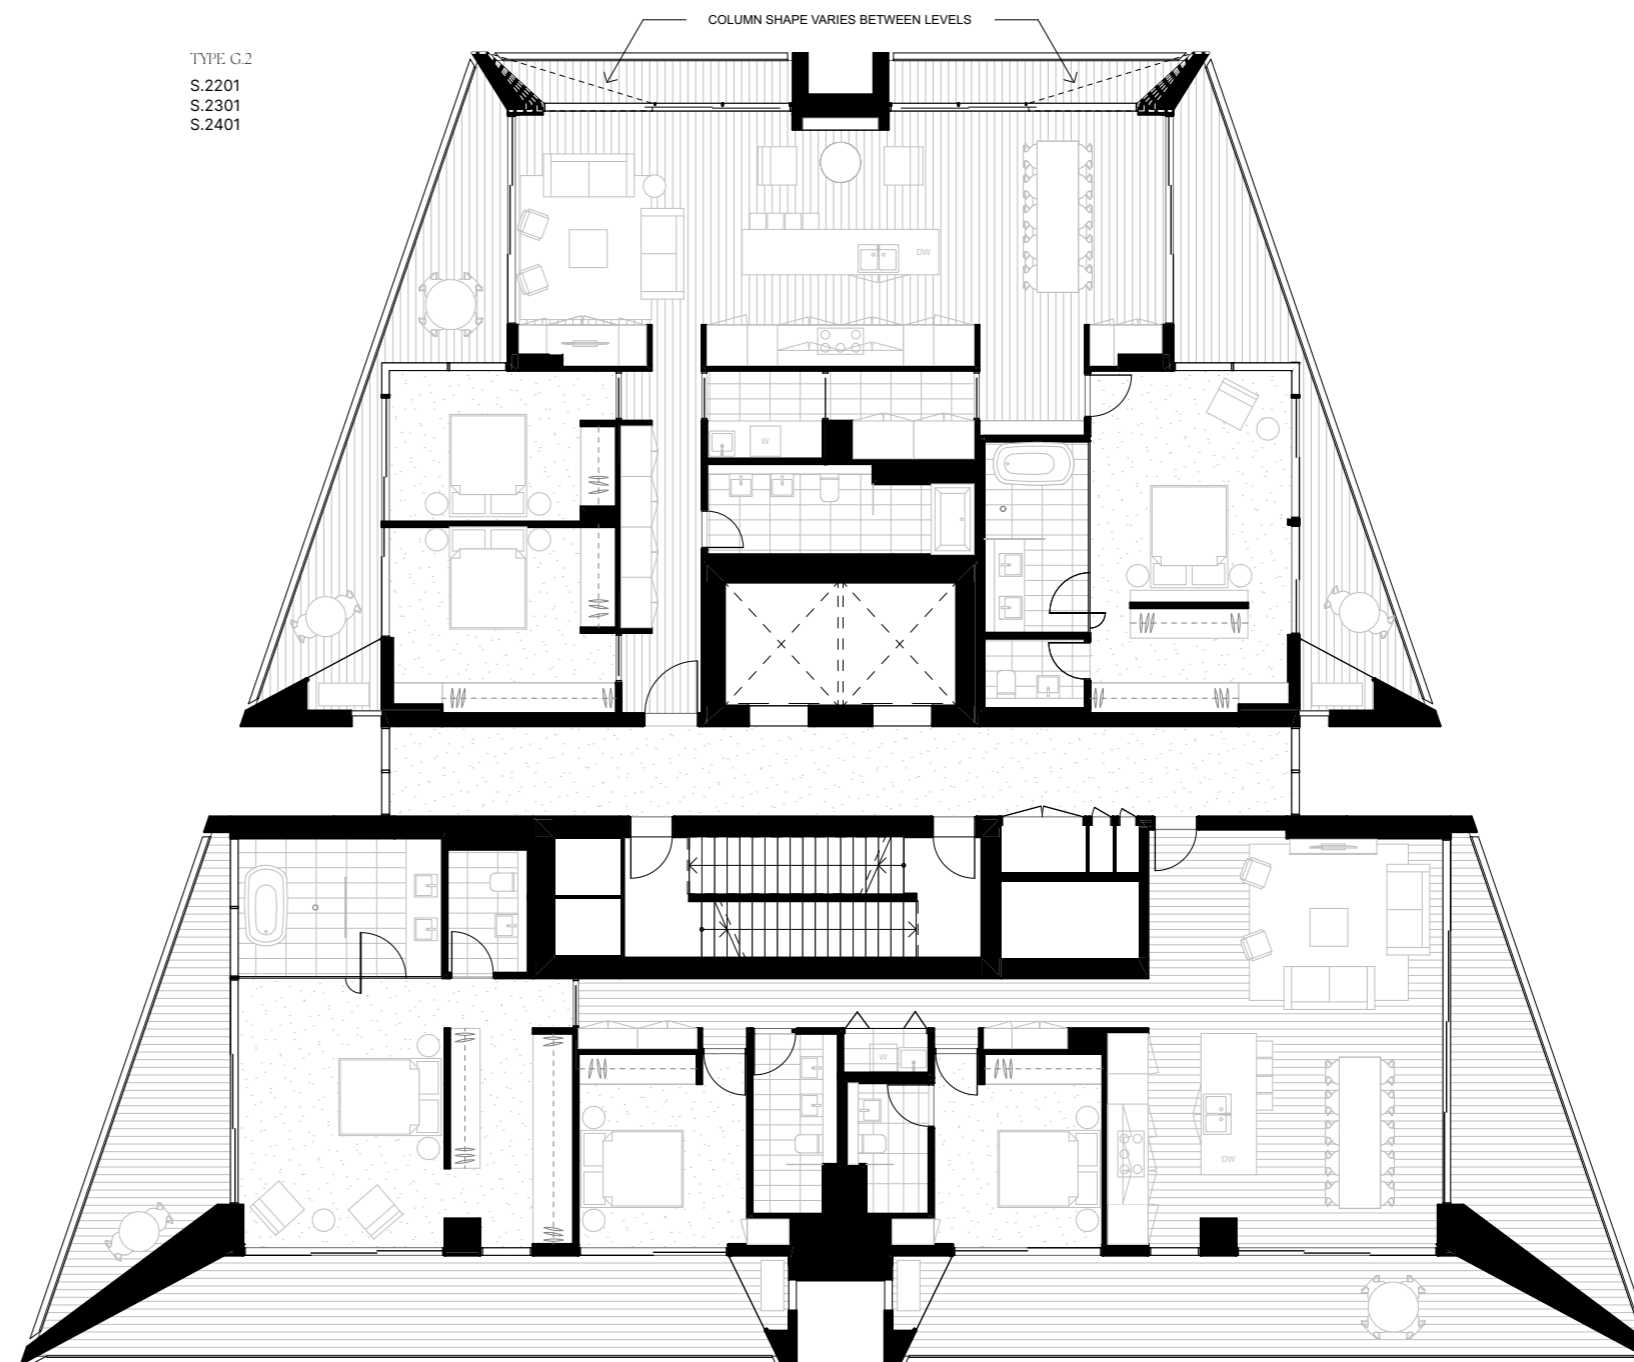 COLUMN SHAPE VARIES BETWEEN LEVELS
TYPE G.2
S.2201
S.2301
S.2401
DW
W
W
DW